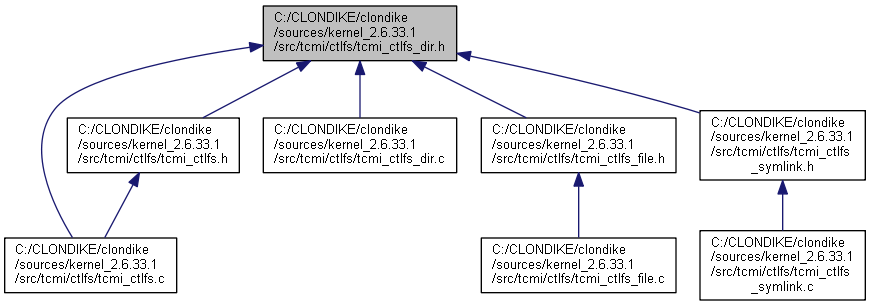 C:/CLONDIKE/clondike
/sources/kernel_2.6.33.1
/src/tcmi/ctlfs/tcmi_ctlfs_dir.h
C:/CLONDIKE/clondike
/sources/kernel_2.6.33.1
/src/tcmi/ctlfs/tcmi_ctlfs.h
C:/CLONDIKE/clondike
/sources/kernel_2.6.33.1
/src/tcmi/ctlfs/tcmi_ctlfs_dir.c
C:/CLONDIKE/clondike
/sources/kernel_2.6.33.1
/src/tcmi/ctlfs/tcmi_ctlfs_file.h
C:/CLONDIKE/clondike
/sources/kernel_2.6.33.1
/src/tcmi/ctlfs/tcmi_ctlfs
_symlink.h
C:/CLONDIKE/clondike
/sources/kernel_2.6.33.1
/src/tcmi/ctlfs/tcmi_ctlfs.c
C:/CLONDIKE/clondike
/sources/kernel_2.6.33.1
/src/tcmi/ctlfs/tcmi_ctlfs_file.c
C:/CLONDIKE/clondike
/sources/kernel_2.6.33.1
/src/tcmi/ctlfs/tcmi_ctlfs
_symlink.c